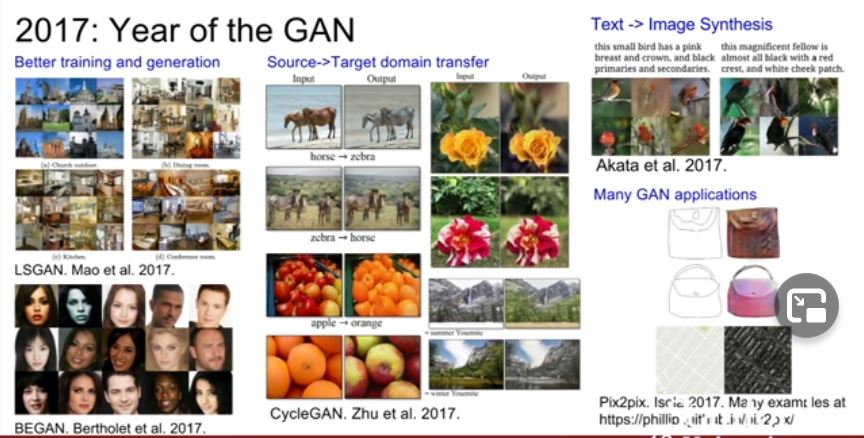 2017: Year of the GAN
Better training and generation
(a) Church outdoor.
(b) Dining room.
(c) Kitchen.
(d) Conference room.
LSGAN. Mao et al. 2017.
BEGAN. Bertholet et al. 2017.
Source->Target domain transfer
Input
Output
horse → zebra
zebra → horse
apple → orange
Input
Output
→ summer Yosemite
→ winter Yosemite
CycleGAN. Zhu et al. 2017.
Text -> Image Synthesis
this small bird has a pink
breast and crown, and black
primaries and secondaries.
this magnificent fellow is
almost all black with a red
crest, and white cheek patch.
Akata et al. 2017.
Many GAN applications
Pix2pix. Isola 2017. Many examples at